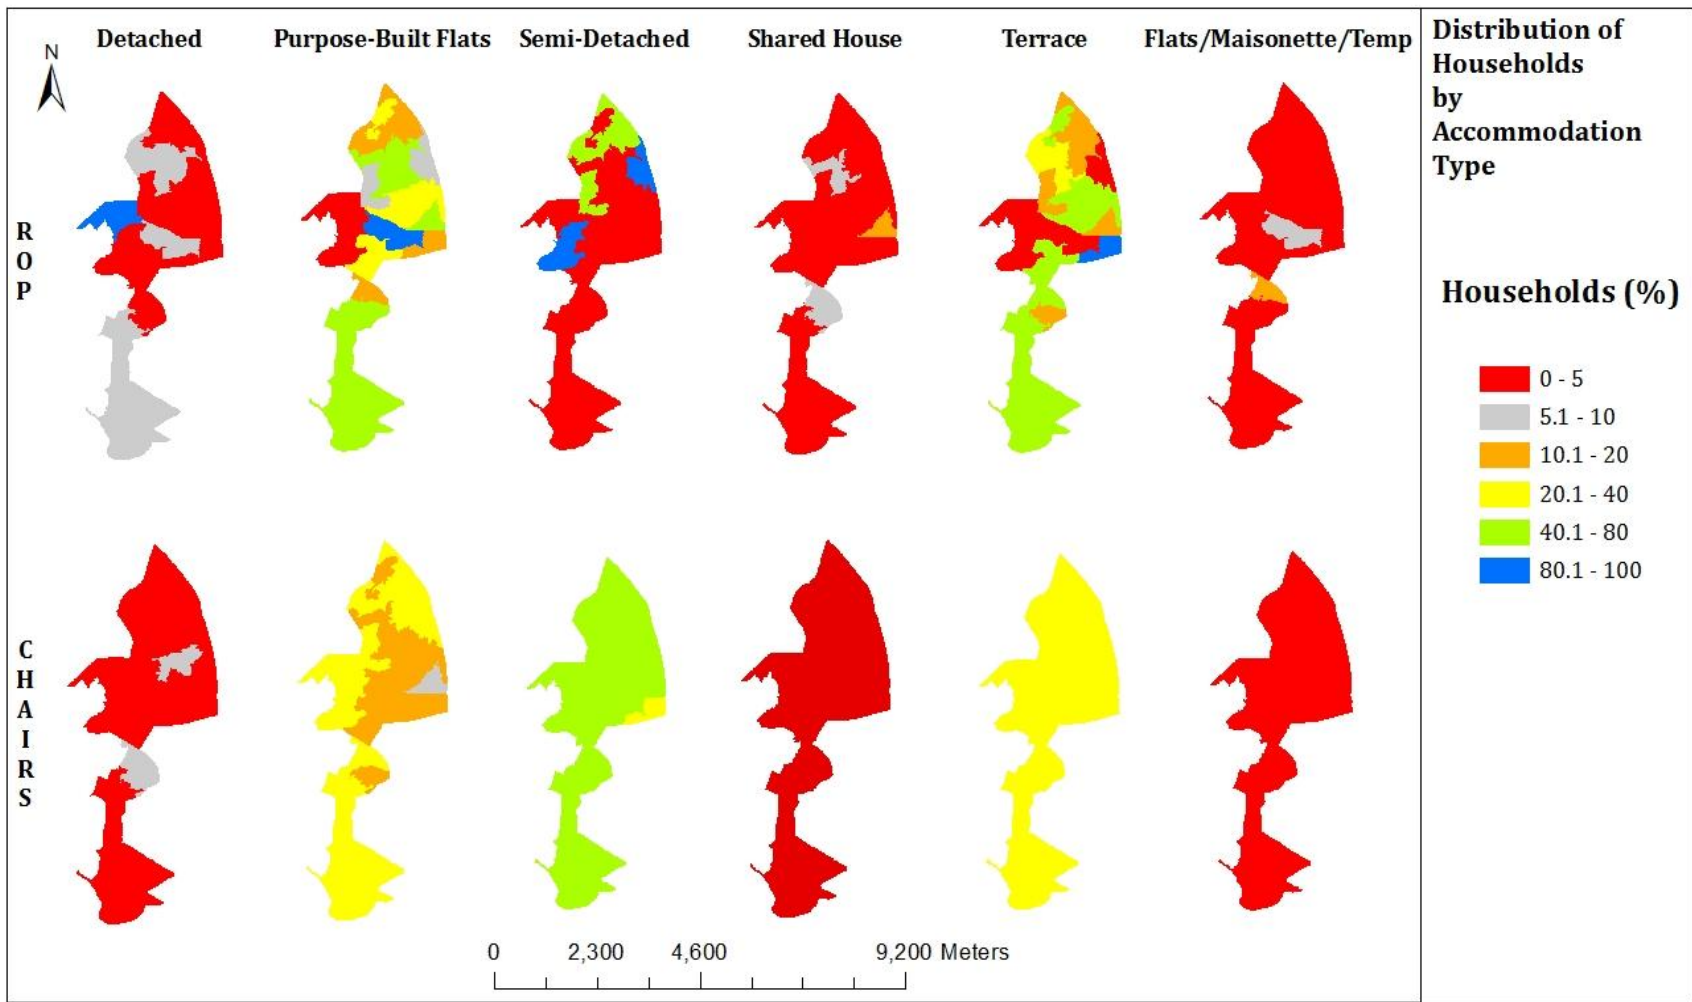 Detached Purpose-Built Flats Semi-Detached Shared House Terrace Flats/Maisonette/Temp
N
R
O
P
C
H
A
I
R
S
0 2,300 4,600 9,200 Meters
Distribution of
Households
by
Accommodation
Type
Households (%)
0 - 5
5.1 - 10
10.1 - 20
20.1 - 40
40.1 - 80
80.1 - 100